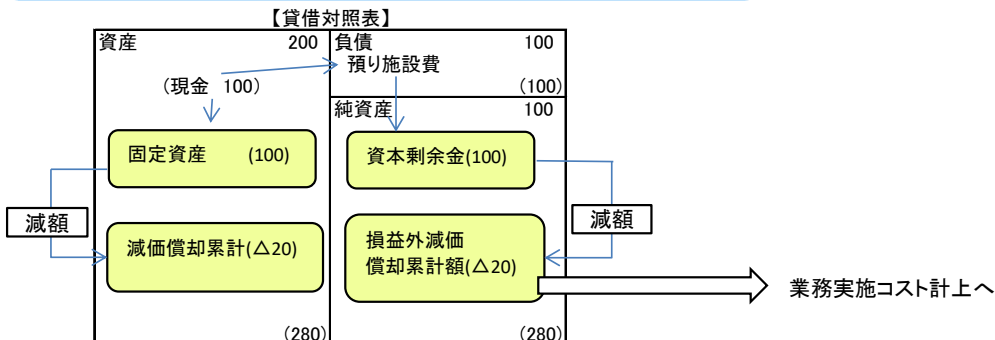 【貸借対照表】
資産 200
負債 100
預り施設費
(現金 100)
(100)
純資産 100
固定資産 (100)
資本剰余金(100)
減額
減額
減価償却累計(△20)
損益外減価
償却累計額(△20)
業務実施コスト計上へ
(280)
(280)